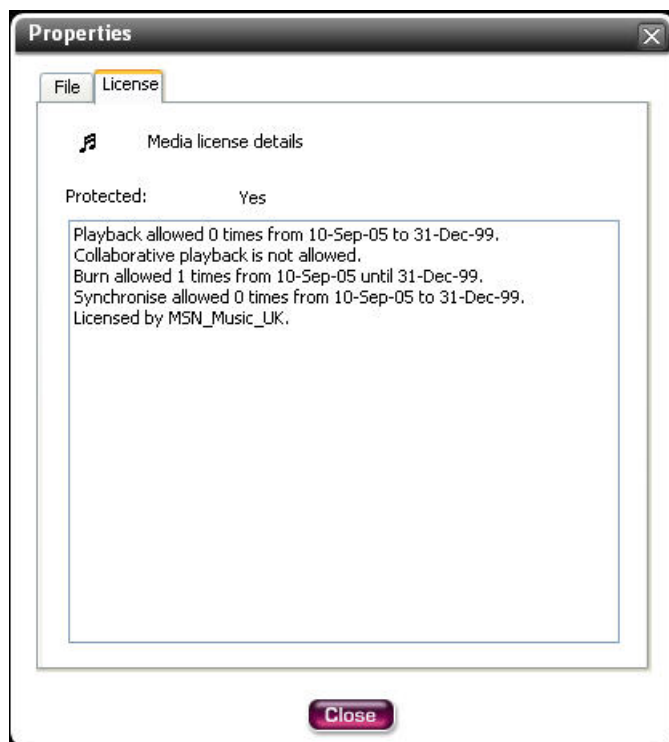 Properties
File
License
Media license details
Protected: Yes
Playback allowed 0 times from 10-Sep-05 to 31-Dec-99.
Collaborative playback is not allowed.
Burn allowed 1 times from 10-Sep-05 until 31-Dec-99.
Synchronise allowed 0 times from 10-Sep-05 to 31-Dec-99.
Licensed by MSN_Music_UK.
Close